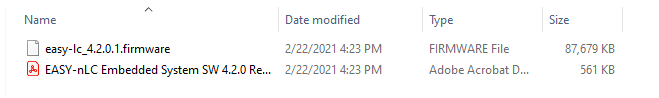 Name Date modified Type Size
easy-lc_4.2.0.1.firmware 2/22/2021 4:23 PM FIRMWARE File 87,679 KB
EASY-nLC Embedded System SW 4.2.0 Re... 2/22/2021 4:23 PM Adobe Acrobat D... 561 KB